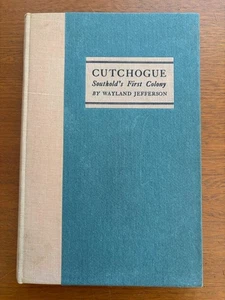 CUTCHOGUE
Southold's First Colony
BY WAYLAND JEFFERSON